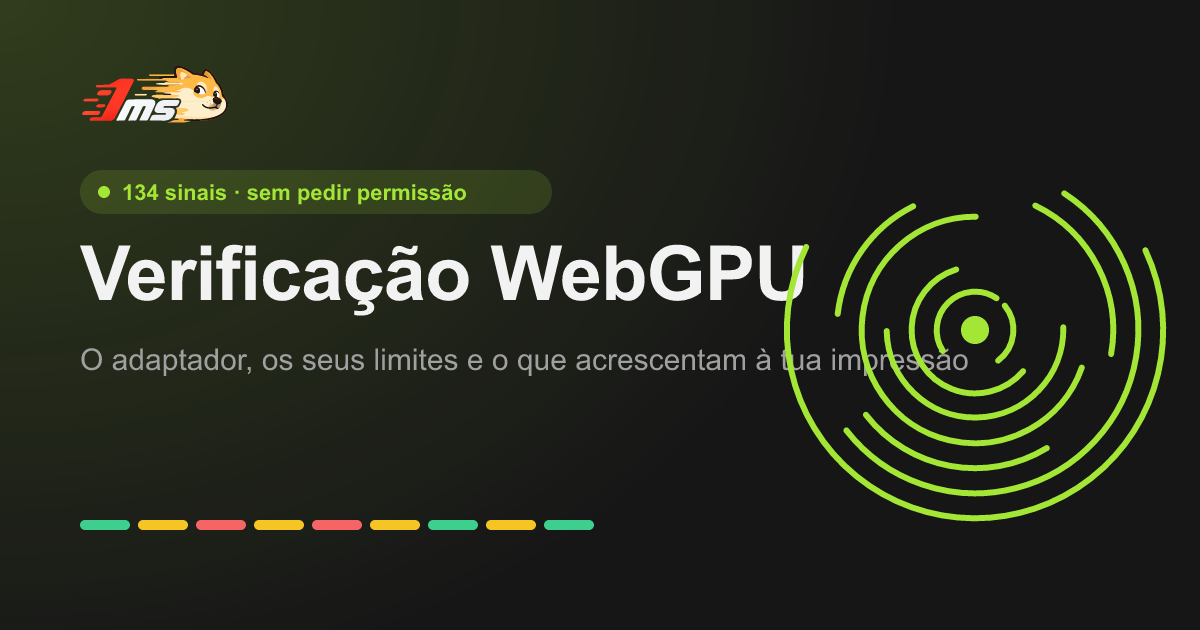 1ms
134 sinais · sem pedir permissão
Verificação WebGPU
O adaptador, os seus limites e o que acrescentam à tua impressão